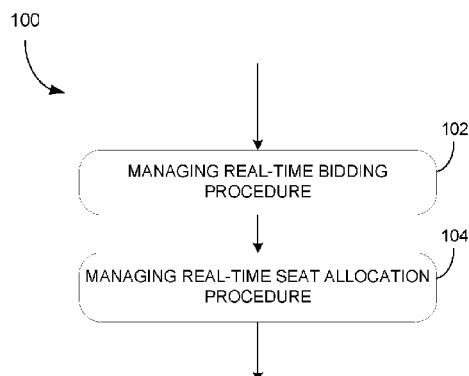 100
102
MANAGING REAL-TIME BIDDING
PROCEDURE
104
MANAGING REAL-TIME SEAT ALLOCATION
PROCEDURE